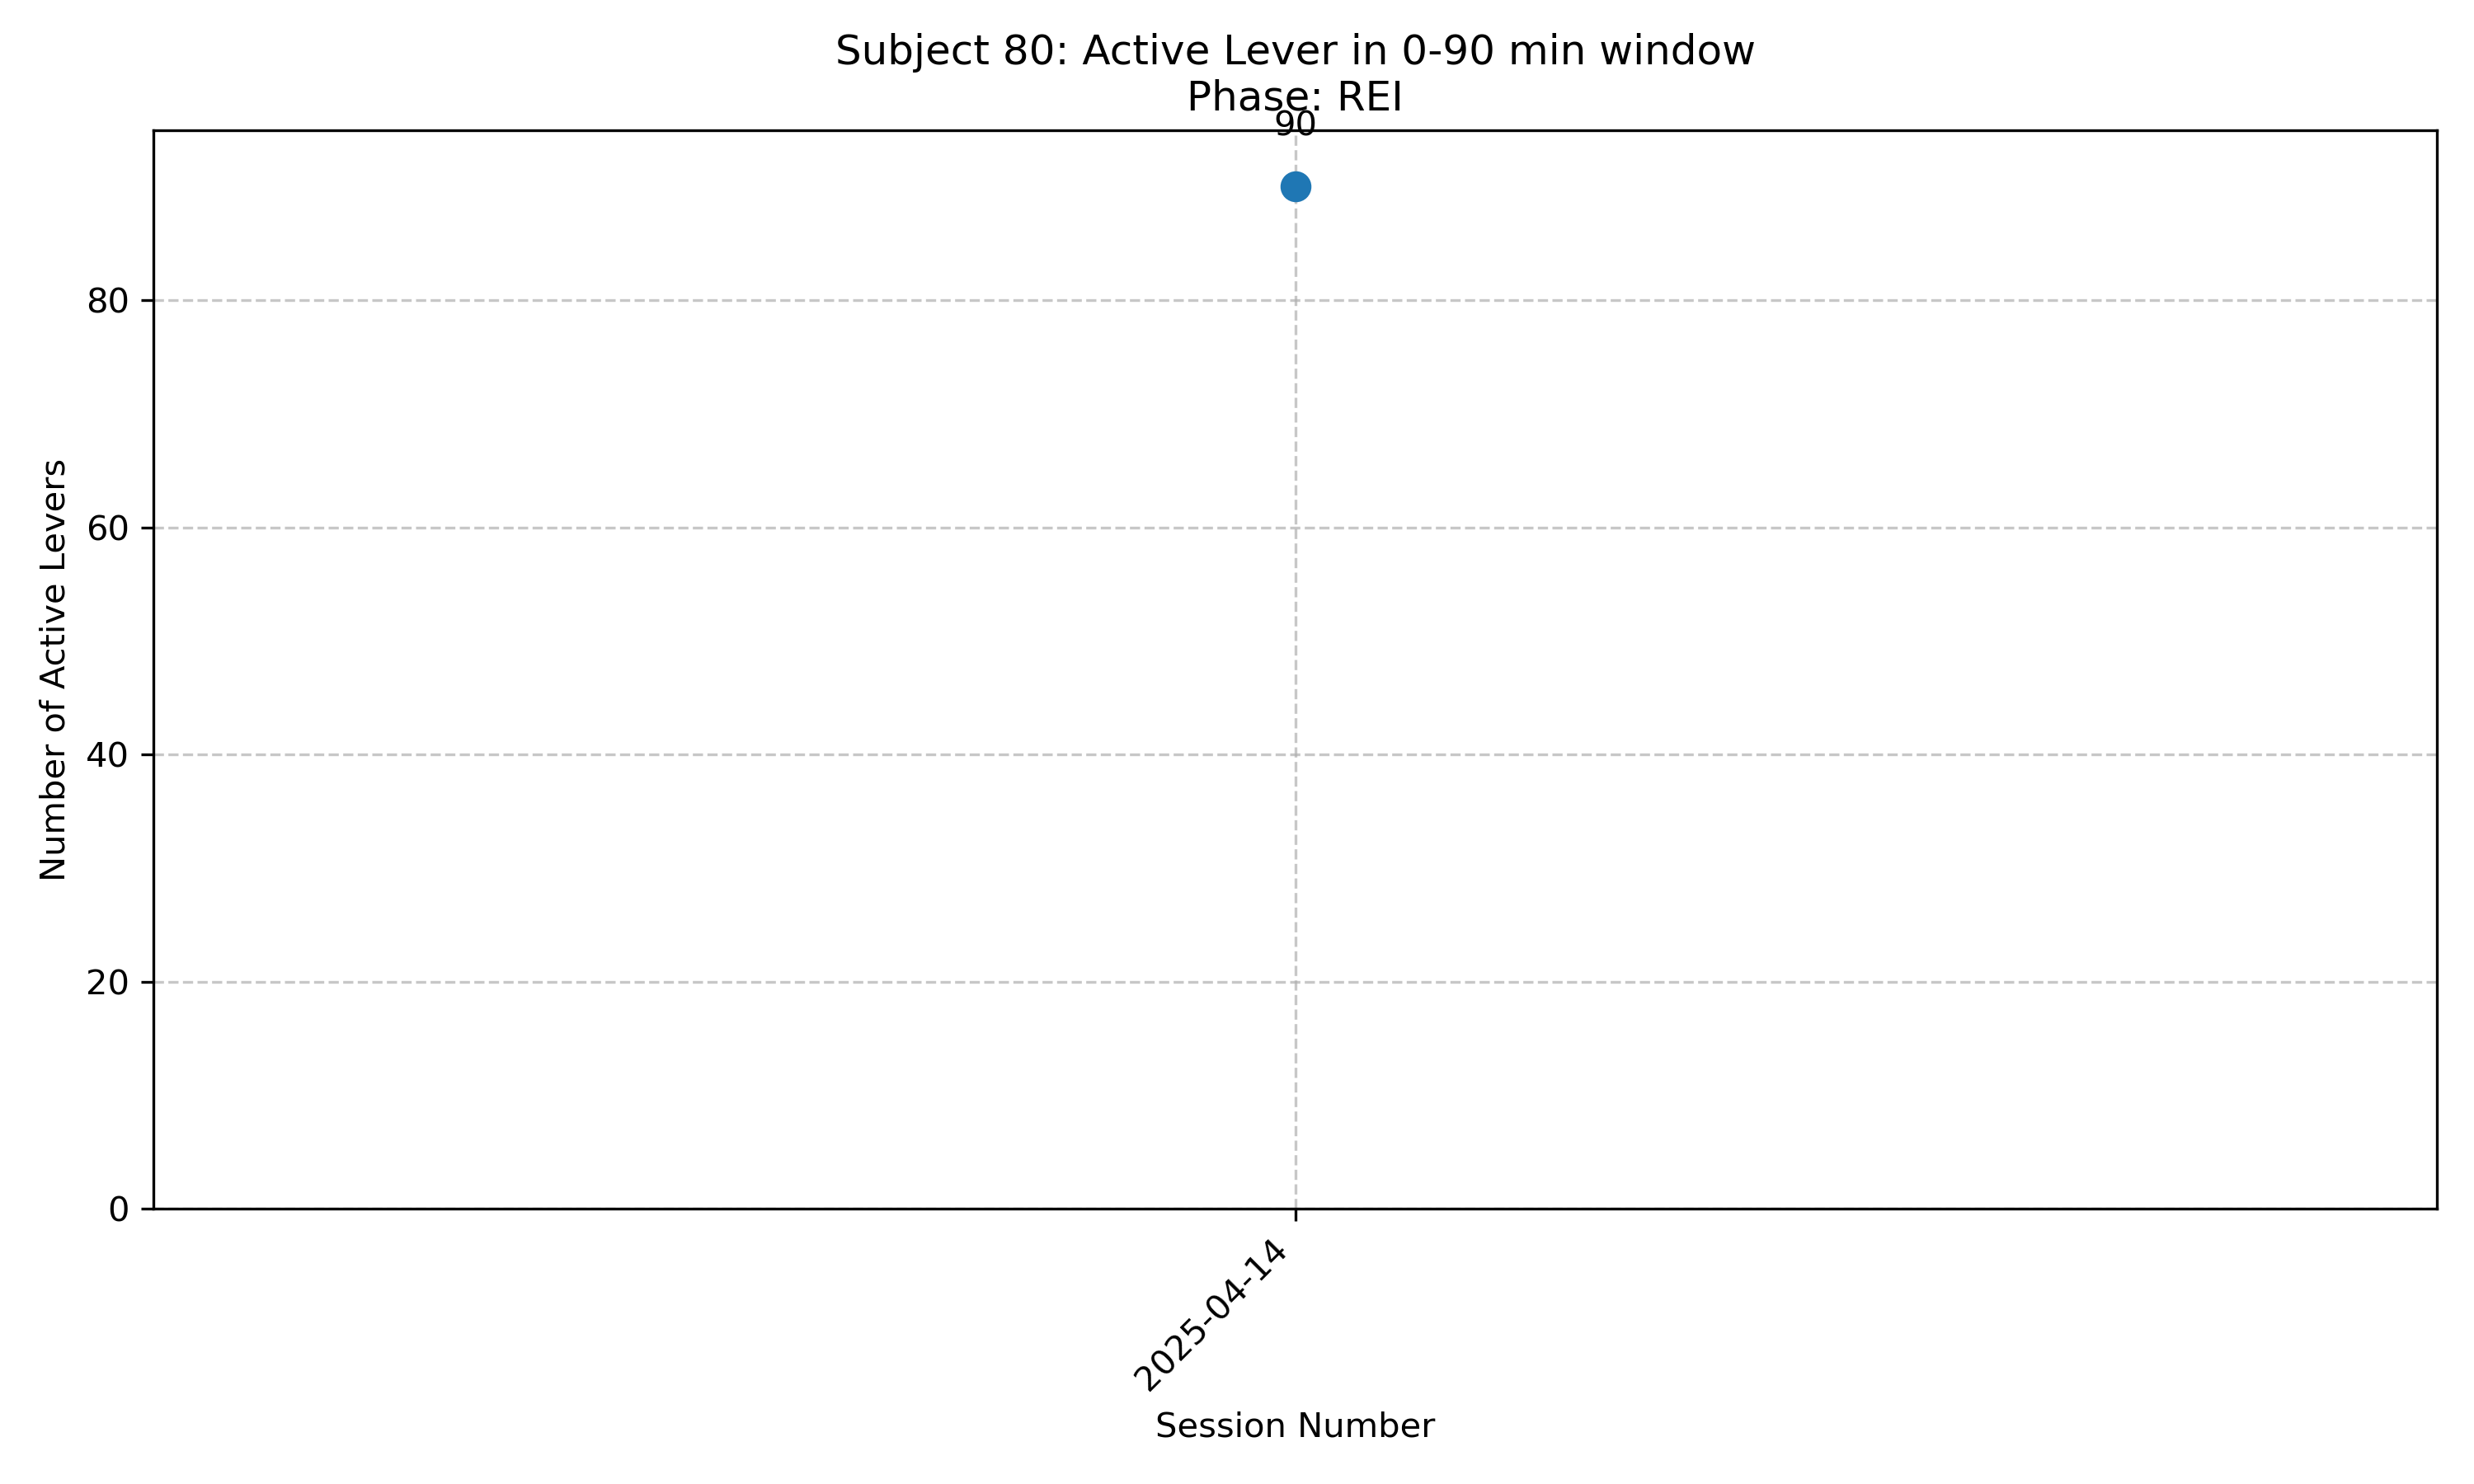 Subject 80: Active Lever in 0-90 min window
Phase: REI
90
Number of Active Levers
80
60
40
20
0
2025-04-14
Session Number